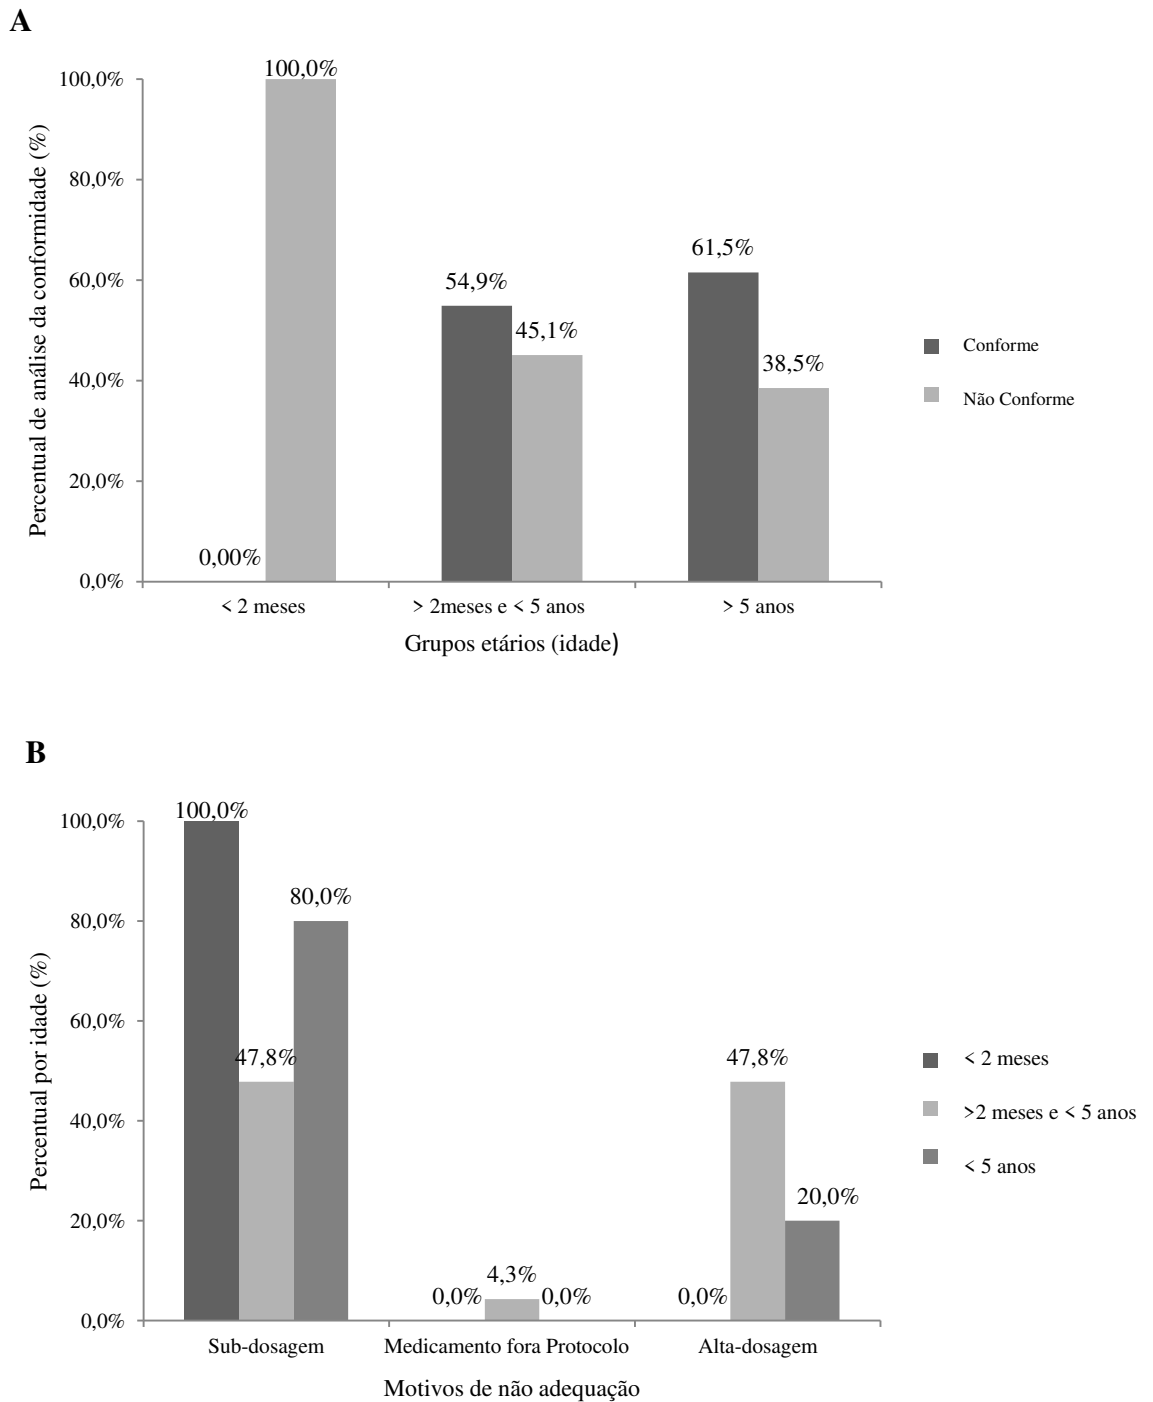 A
Percentual de análise da conformidade (%)
100,0%
80,0%
60,0%
40,0%
20,0%
0,0%
0,00%
100,0%
54,9%
45,1%
61,5%
38,5%
< 2 meses
> 2meses e < 5 anos
> 5 anos
Grupos etários (idade)
Conforme
Não Conforme
B
Percentual por idade (%)
100,0%
80,0%
60,0%
40,0%
20,0%
0,0%
100,0%
47,8%
80,0%
0,0%
4,3%
0,0%
0,0%
47,8%
20,0%
Sub-dosagem
Medicamento fora Protocolo
Alta-dosagem
Motivos de não adequação
< 2 meses
>2 meses e < 5 anos
< 5 anos